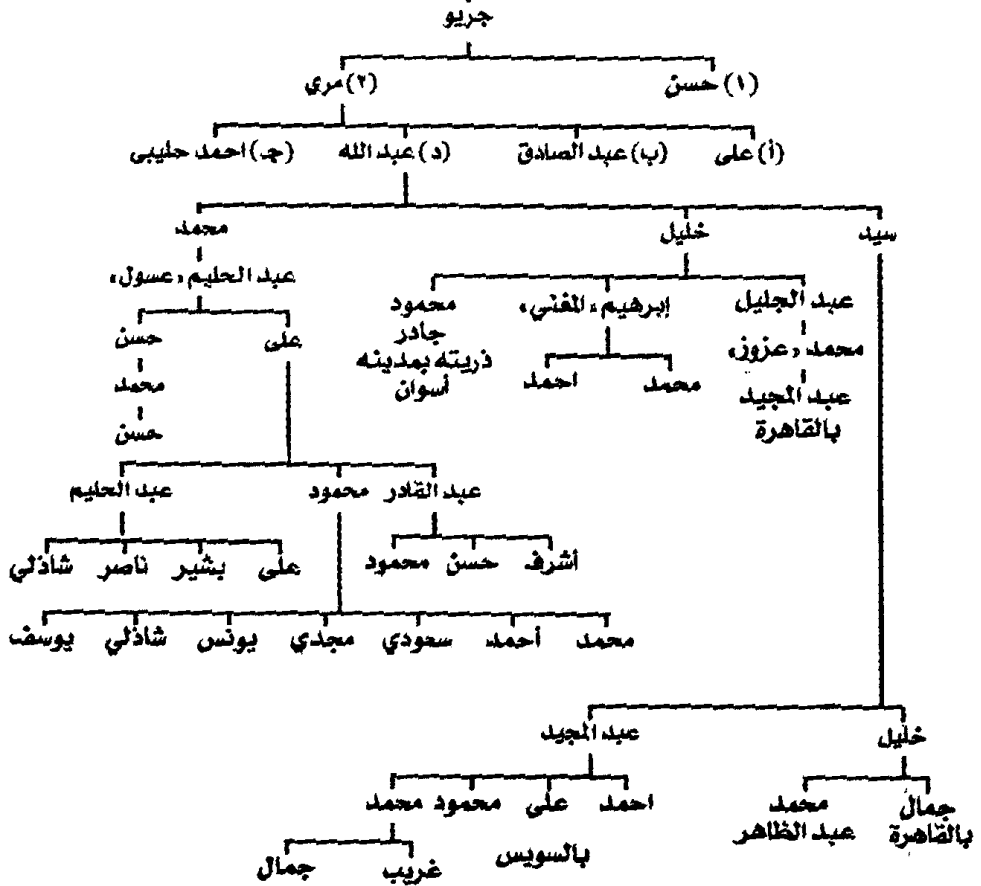 جريو
(١) حسن (٢) مري
(أ) على (ب) عبد الصادق (د) عبد الله (جـ) احمد حليبى
سيد خليل محمد
عبد الحليم «عسول»
عبد الجليل إبرهيم «المغني» محمود
جادر
ذريته بمدينه
أسوان
محمد «عزوز»
عبد المجيد
بالقاهرة
محمد احمد
على حسن
محمد
حسن
عبد القادر محمود عبد الحليم
أشرف حسن محمود على بشير ناصر شاذلي
محمد أحمد سعودي مجدي يونس شاذلي يوسف
خليل عبد المجيد
جمال
بالقاهرة
محمد
عبد الظاهر
احمد على محمود محمد
بالسويس
غريب جمال